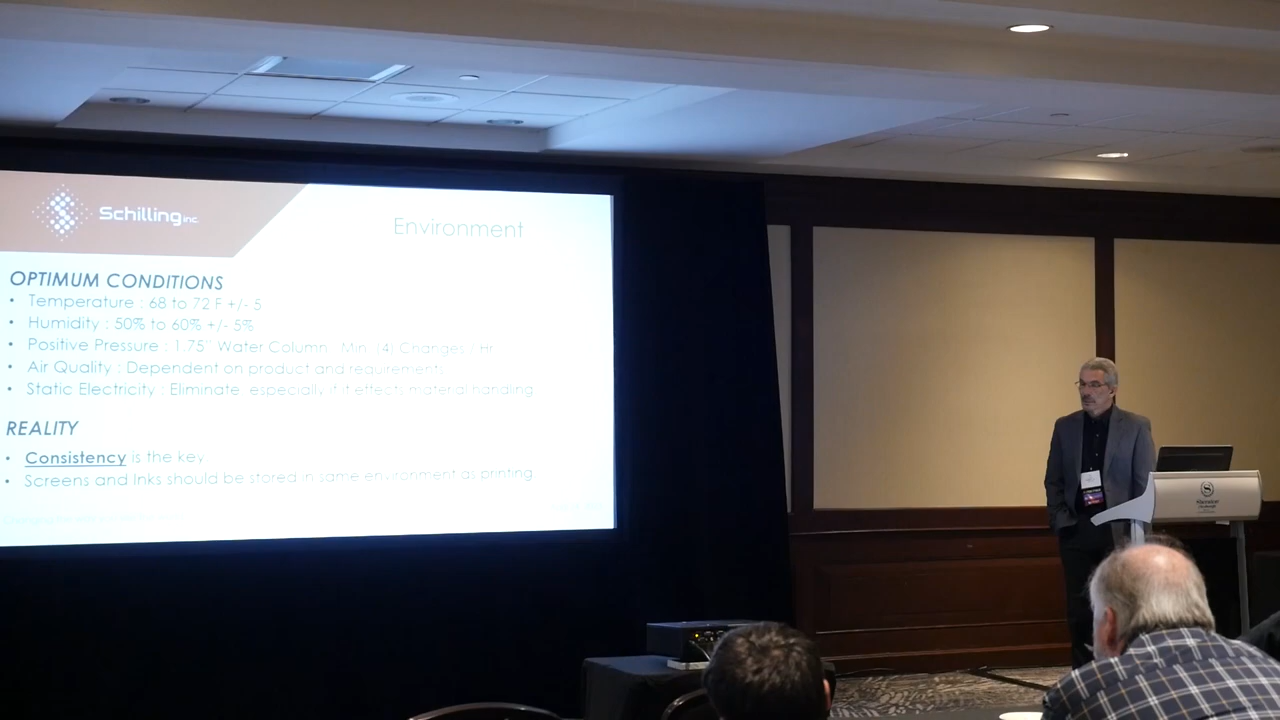 Schilling inc.
Environment
OPTIMUM CONDITIONS
• Temperature : 68 to 72 F +/- 5
• Humidity : 50% to 60% +/- 5%
• Positive Pressure : 1.75" Water Column Min. (4) Changes / Hr
• Air Quality : Dependent on product and requirements
• Static Electricity : Eliminate especially if it effects material handling
REALITY
• Consistency is the key
• Screens and Inks should be stored in same environment as printing
Sheraton